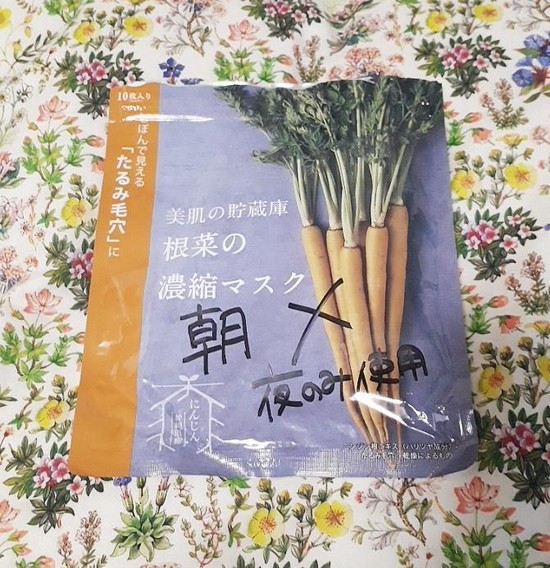 10枚入り
ぽんで見える
「たるみ毛穴」に
美肌の貯蔵庫
根菜の
濃縮マスク
朝×
夜のみ使用
にんじん